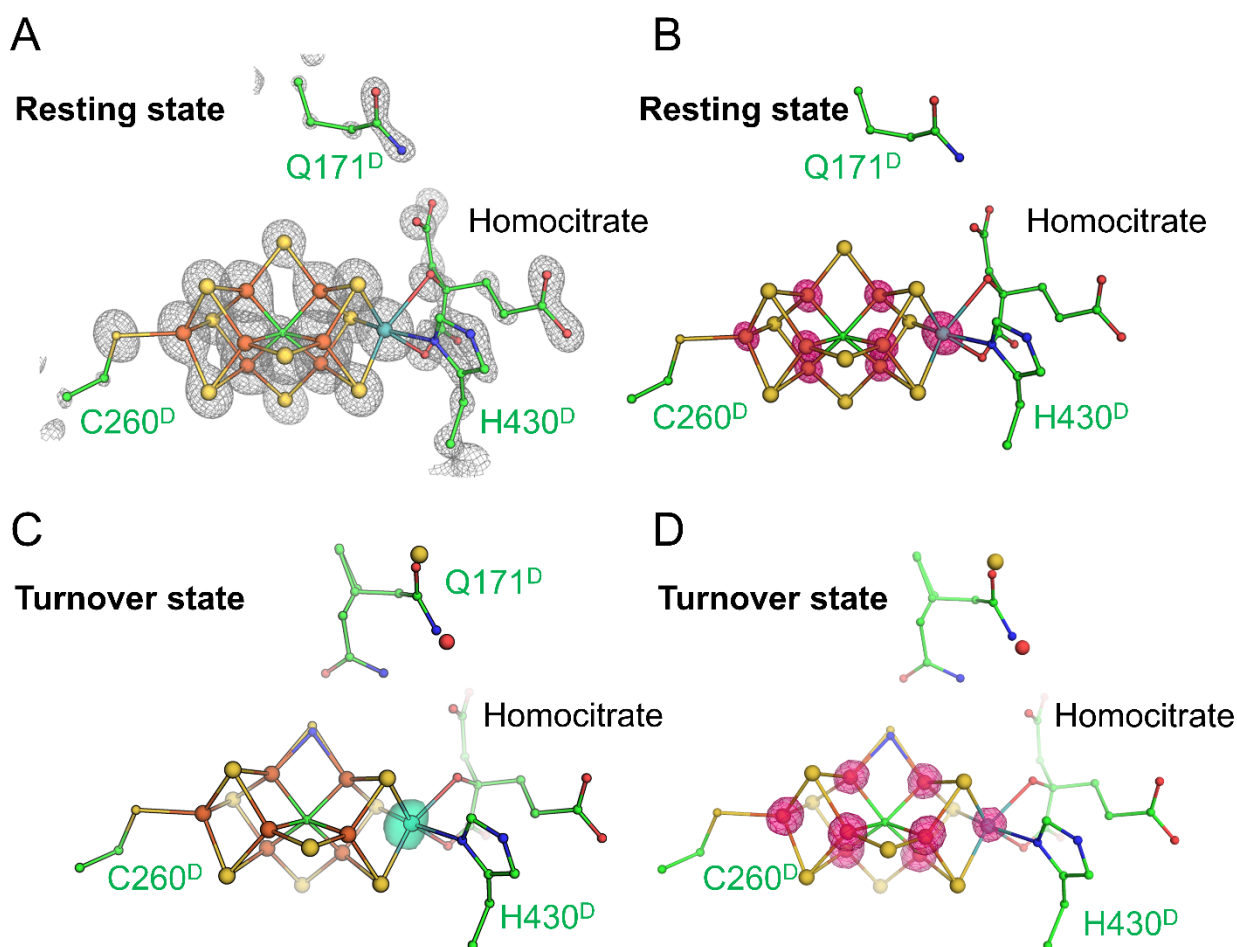 A
Resting state
Q171ᴰ
Homocitrate
C260ᴰ
H430ᴰ
B
Resting state
Q171ᴰ
Homocitrate
C260ᴰ
H430ᴰ
C
Turnover state
Q171ᴰ
Homocitrate
C260ᴰ
H430ᴰ
D
Turnover state
Homocitrate
C260ᴰ
H430ᴰ